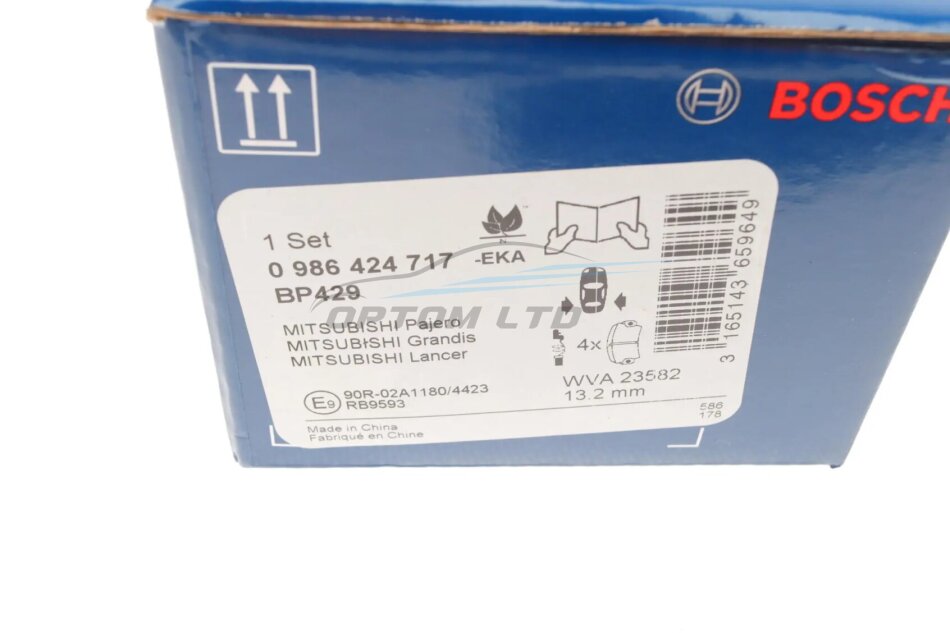 BOSCH
1 Set
0 986 424 717 -EKA
BP429
MITSUBISHI Pajero
MITSUBISHI Grandis
MITSUBISHI Lancer
4x
WVA 23582
13.2 mm
E9
90R-02A1180/4423
RB9593
Made in China
Fabriqué en Chine
586
178
3 165143 659649
N
TM
ORTOM LTD